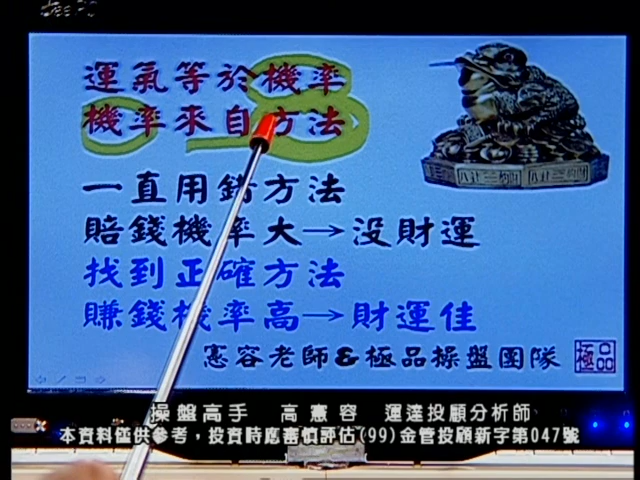 運氣等於機率
機率來自方法
一直用錯方法
賠錢機率大→沒財運
找到正確方法
賺錢機率高→財運佳
憲容老師&極品操盤團隊
極品
操盤高手 高憲容 運達投顧分析師
本資料僅供參考，投資時應審慎評估(99)金管投顧新字第047號